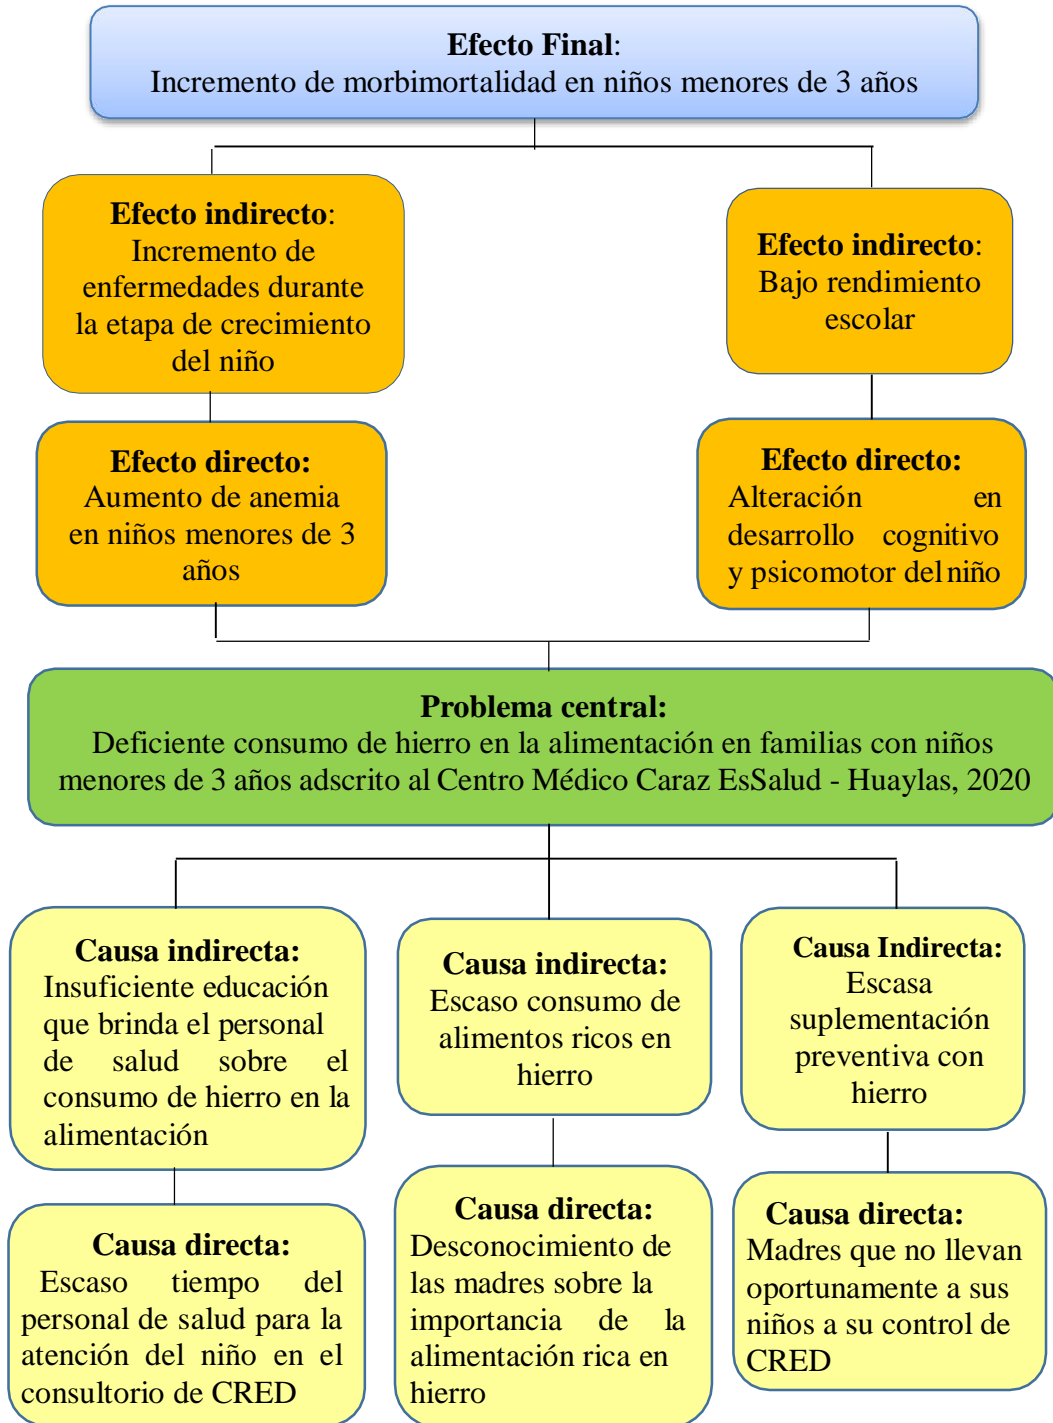 Efecto Final:
Incremento de morbimortalidad en niños menores de 3 años
Efecto indirecto:
Incremento de
enfermedades durante
la etapa de crecimiento
del niño
Efecto indirecto:
Bajo rendimiento
escolar
Efecto directo:
Aumento de anemia
en niños menores de 3
años
Efecto directo:
Alteración en
desarrollo cognitivo
y psicomotor del niño
Problema central:
Deficiente consumo de hierro en la alimentación en familias con niños
menores de 3 años adscrito al Centro Médico Caraz EsSalud - Huaylas, 2020
Causa indirecta:
Insuficiente educación
que brinda el personal
de salud sobre el
consumo de hierro en la
alimentación
Causa indirecta:
Escaso consumo de
alimentos ricos en
hierro
Causa Indirecta:
Escasa
suplementación
preventiva con
hierro
Causa directa:
Escaso tiempo del
personal de salud para la
atención del niño en el
consultorio de CRED
Causa directa:
Desconocimiento de
las madres sobre la
importancia de la
alimentación rica en
hierro
Causa directa:
Madres que no llevan
oportunamente a sus
niños a su control de
CRED